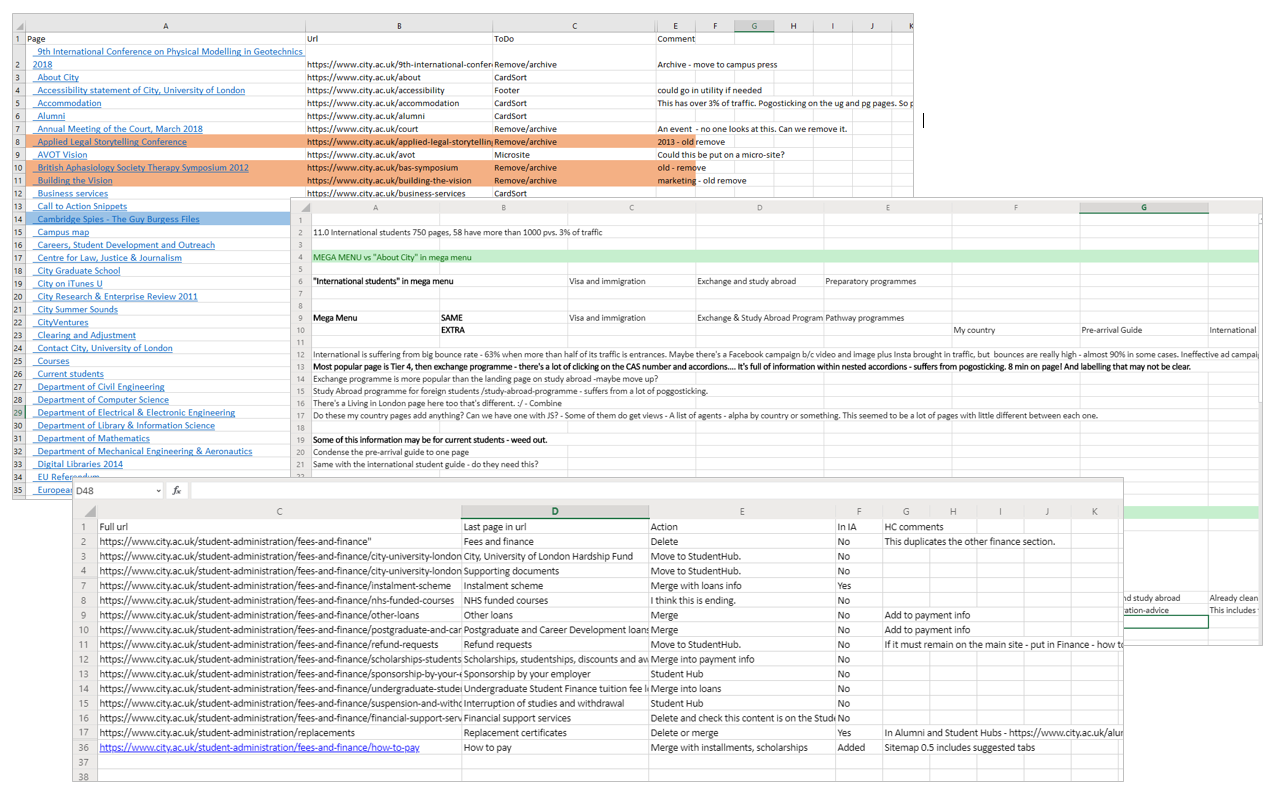 A B C E F G H I J K
1 Page Url ToDo Comment
9th International Conference on Physical Modelling in Geotechnics
2 2018 https://www.city.ac.uk/9th-international-confer Remove/archive Archive - move to campus press
3 About City https://www.city.ac.uk/about CardSort
4 Accessibility statement of City, University of London https://www.city.ac.uk/accessibility Footer could go in utility if needed
5 Accommodation https://www.city.ac.uk/accommodation CardSort This has over 3% of traffic. Pogosticking on the ug and pg pages. So p
6 Alumni https://www.city.ac.uk/alumni CardSort
7 Annual Meeting of the Court, March 2018 https://www.city.ac.uk/court Remove/archive An event - no one looks at this. Can we remove it.
8 Applied Legal Storytelling Conference https://www.city.ac.uk/applied-legal-storytelling Remove/archive 2013 - old remove
9 AVOT Vision https://www.city.ac.uk/avot Microsite Could this be put on a micro-site?
10 British Aphasiology Society Therapy Symposium 2012 https://www.city.ac.uk/bas-symposium Remove/archive old - remove
11 Building the Vision https://www.city.ac.uk/building-the-vision Remove/archive marketing - old remove
12 Business services https://www.city.ac.uk/business-services CardSort
13 Call to Action Snippets
14 Cambridge Spies - The Guy Burgess Files
15 Campus map
16 Careers, Student Development and Outreach
17 Centre for Law, Justice & Journalism
18 City Graduate School
19 City on iTunes U
20 City Research & Enterprise Review 2011
21 City Summer Sounds
22 CityVentures
23 Clearing and Adjustment
24 Contact City, University of London
25 Courses
26 Current students
27 Department of Civil Engineering
28 Department of Computer Science
29 Department of Electrical & Electronic Engineering
30 Department of Library & Information Science
31 Department of Mathematics
32 Department of Mechanical Engineering & Aeronautics
33 Digital Libraries 2014
34 EU Referendum
35 Europea
A B C D E F G
1
2 11.0 International students 750 pages, 58 have more than 1000 pvs. 3% of traffic
3
4 MEGA MENU vs "About City" in mega menu
5
6 "International students" in mega menu Visa and immigration Exchange and study abroad Preparatory programmes
7
8
9 Mega Menu SAME Visa and immigration Exchange & Study Abroad Program Pathway programmes
10 EXTRA My country Pre-arrival Guide International
11
12 International is suffering from big bounce rate - 63% when more than half of its traffic is entrances. Maybe there's a Facebook campaign b/c video and image plus Insta brought in traffic, but bounces are really high - almost 90% in some cases. Ineffective ad campai
13 Most popular page is Tier 4, then exchange programme - there's a lot of clicking on the CAS number and accordions.... It's full of information within nested accordions - suffers from pogosticking. 8 min on page! And labelling that may not be clear.
14 Exchange programme is more popular than the landing page on study abroad -maybe move up?
15 Study Abroad programme for foreign students /study-abroad-programme - suffers from a lot of poggosticking.
16 There's a Living in London page here too that's different. :/ - Combine
17 Do these my country pages add anything? Can we have one with JS? - Some of them do get views - A list of agents - alpha by country or something. This seemed to be a lot of pages with little different between each one.
18
19 Some of this information may be for current students - weed out.
20 Condense the pre-arrival guide to one page
21 Same with the international student guide - do they need this?
22
nd study abroad Already clean
ration-advice This includes
D48 fx
C D E F G H I J K
1 Full url Last page in url Action In IA HC comments
2 https://www.city.ac.uk/student-administration/fees-and-finance" Fees and finance Delete No This duplicates the other finance section.
3 https://www.city.ac.uk/student-administration/fees-and-finance/city-university-london City, University of London Hardship Fund Move to StudentHub. No
4 https://www.city.ac.uk/student-administration/fees-and-finance/city-university-london Supporting documents Move to StudentHub. No
7 https://www.city.ac.uk/student-administration/fees-and-finance/instalment-scheme Instalment scheme Merge with loans info Yes
8 https://www.city.ac.uk/student-administration/fees-and-finance/nhs-funded-courses NHS funded courses I think this is ending. No
9 https://www.city.ac.uk/student-administration/fees-and-finance/other-loans Other loans Merge No Add to payment info
10 https://www.city.ac.uk/student-administration/fees-and-finance/postgraduate-and-car Postgraduate and Career Development loans Merge No Add to payment info
11 https://www.city.ac.uk/student-administration/fees-and-finance/refund-requests Refund requests Move to StudentHub. No If it must remain on the main site - put in Finance - how to
12 https://www.city.ac.uk/student-administration/fees-and-finance/scholarships-students Scholarships, studentships, discounts and aw Merge into payment info No
13 https://www.city.ac.uk/student-administration/fees-and-finance/sponsorship-by-your-e Sponsorship by your employer Student Hub No
14 https://www.city.ac.uk/student-administration/fees-and-finance/undergraduate-studen Undergraduate Student Finance tuition fee l Merge into loans No
15 https://www.city.ac.uk/student-administration/fees-and-finance/suspension-and-withd Interruption of studies and withdrawal Student Hub No
16 https://www.city.ac.uk/student-administration/fees-and-finance/financial-support-serv Financial support services Delete and check this content is on the Stude No
17 https://www.city.ac.uk/student-administration/replacements Replacement certificates Delete or merge Yes In Alumni and Student Hubs - https://www.city.ac.uk/alur
36 https://www.city.ac.uk/student-administration/fees-and-finance/how-to-pay How to pay Merge with installments, scholarships Added Sitemap 0.5 includes suggested tabs
37
38